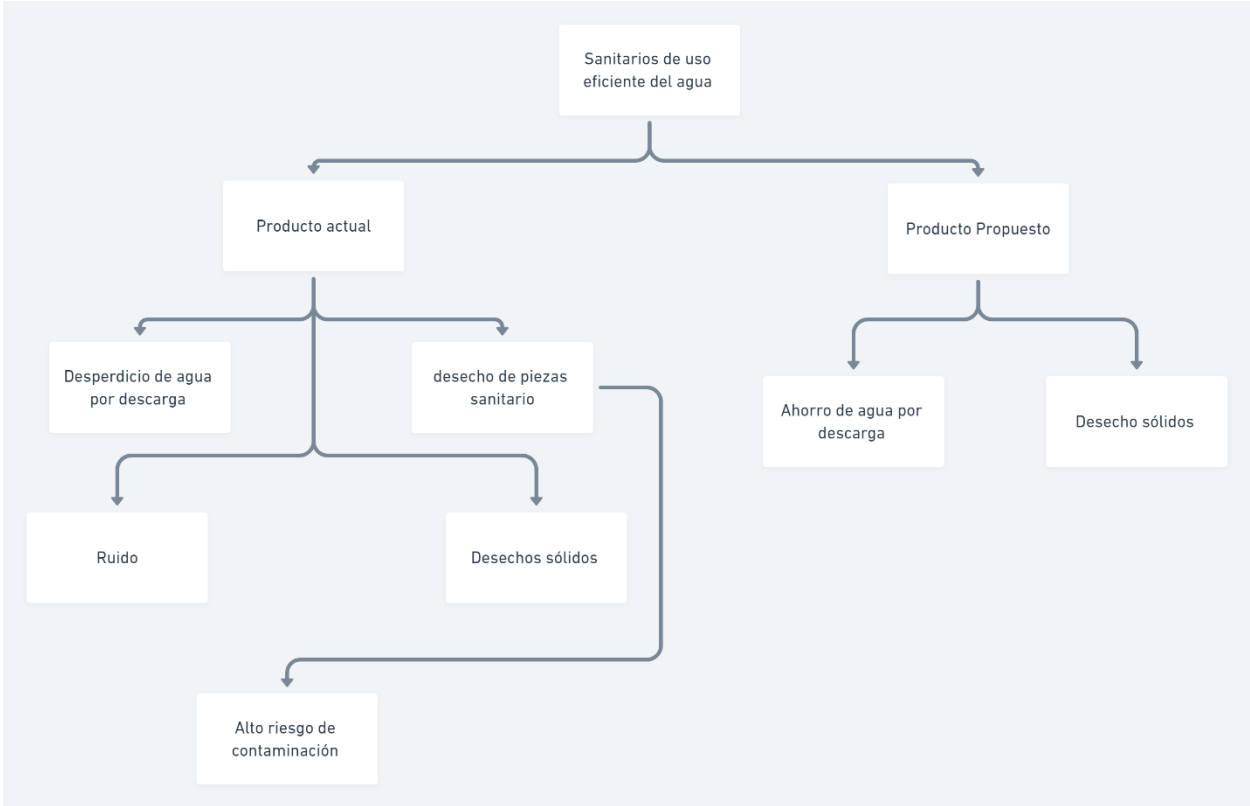 Sanitarios de uso
eficiente del agua
Producto actual
Producto Propuesto
Desperdicio de agua
por descarga
desecho de piezas
sanitario
Ahorro de agua por
descarga
Desecho sólidos
Ruido
Desechos sólidos
Alto riesgo de
contaminación